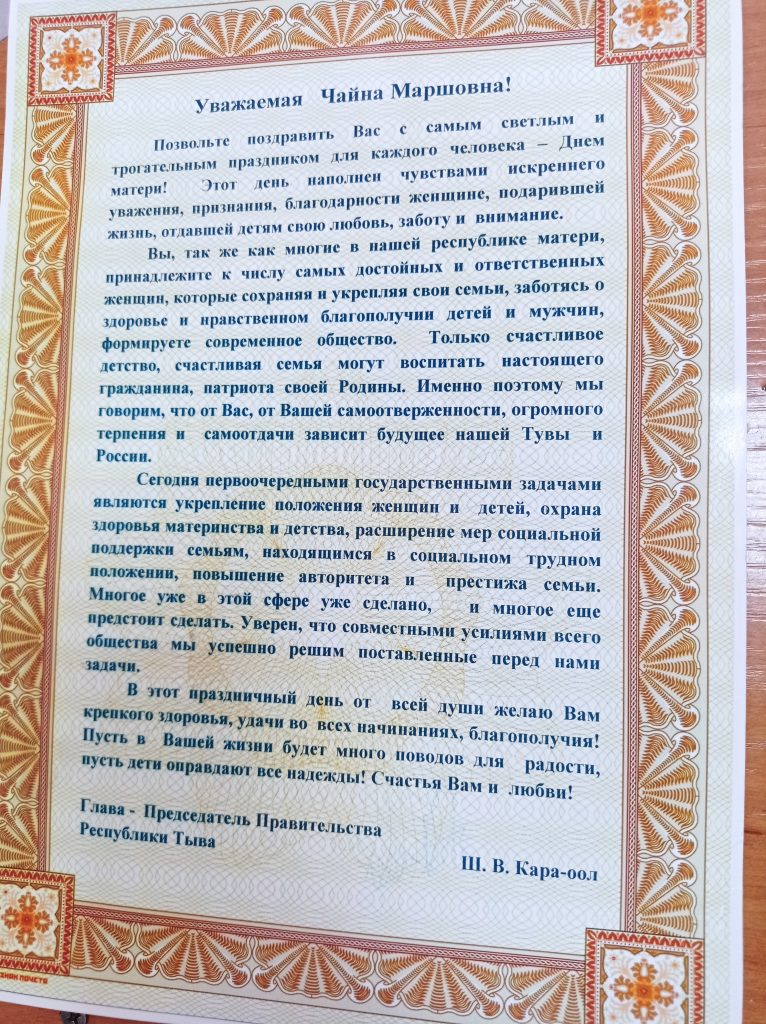 Уважаемая Чайна Маршовна!
Позвольте поздравить Вас с самым светлым и
трогательным праздником для каждого человека – Днем
матери! Этот день наполнен чувствами искреннего
уважения, признания, благодарности женщине, подарившей
жизнь, отдавшей детям свою любовь, заботу и внимание.
Вы, так же как многие в нашей республике матери,
принадлежите к числу самых достойных и ответственных
женщин, которые сохраняя и укрепляя свои семьи, заботясь о
здоровье и нравственном благополучии детей и мужчин,
формируете современное общество. Только счастливое
детство, счастливая семья могут воспитать настоящего
гражданина, патриота своей Родины. Именно поэтому мы
говорим, что от Вас, от Вашей самоотверженности, огромного
терпения и самоотдачи зависит будущее нашей Тувы и
России.
Сегодня первоочередными государственными задачами
являются укрепление положения женщин и детей, охрана
здоровья материнства и детства, расширение мер социальной
поддержки семьям, находящимся в социальном трудном
положении, повышение авторитета и престижа семьи.
Многое уже в этой сфере уже сделано, и многое еще
предстоит сделать. Уверен, что совместными усилиями всего
общества мы успешно решим поставленные перед нами
задачи.
В этот праздничный день от всей души желаю Вам
крепкого здоровья, удачи во всех начинаниях, благополучия!
Пусть в Вашей жизни будет много поводов для радости,
пусть дети оправдают все надежды! Счастья Вам и любви!
Глава - Председатель Правительства
Республики Тыва
Ш. В. Кара-оол
ЗНАК ПОЧЕТА